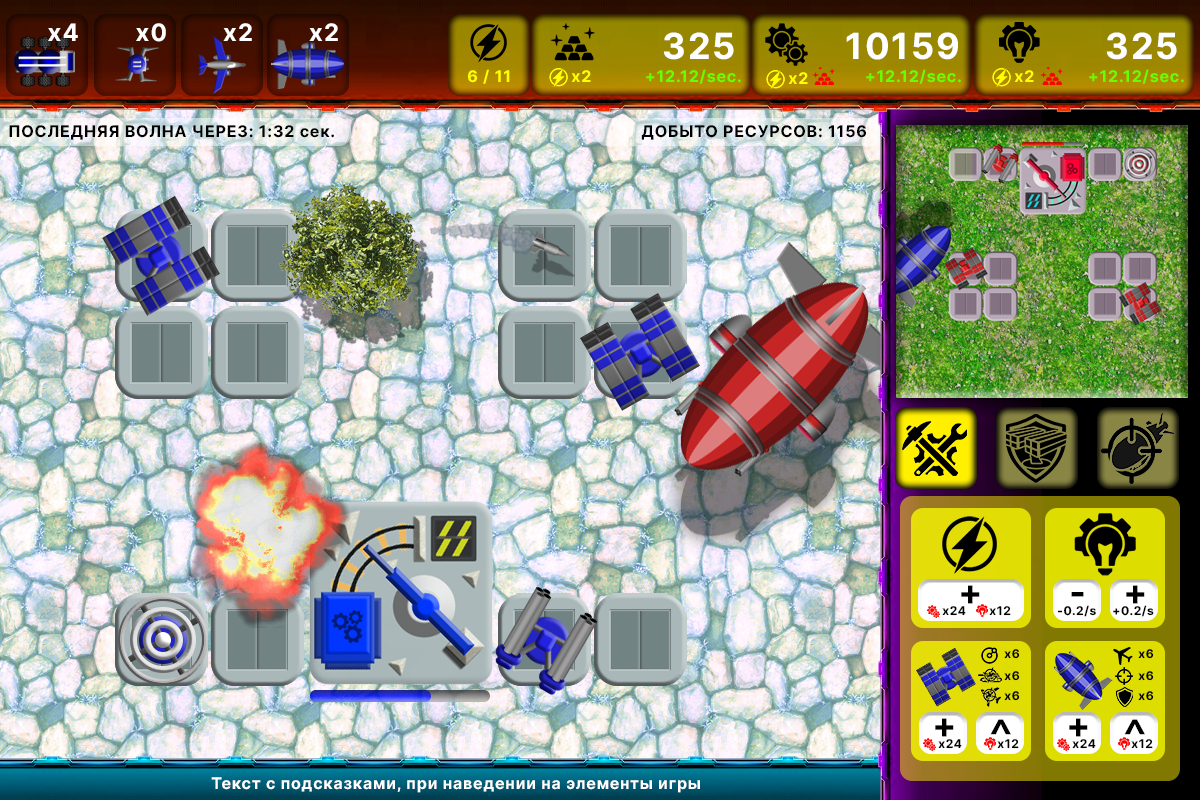 x4
x0
x2
x2
6 / 11
325
x2
+12.12/sec.
10159
x2
+12.12/sec.
325
x2
+12.12/sec.
ПОСЛЕДНЯЯ ВОЛНА ЧЕРЕЗ: 1:32 сек.
ДОБЫТО РЕСУРСОВ: 1156
+
x24 x12
- +
-0.2/s +0.2/s
x6
x6
x6
+
x24
x12
x6
x6
x6
+
x24
x12
Текст с подсказками, при наведении на элементы игры